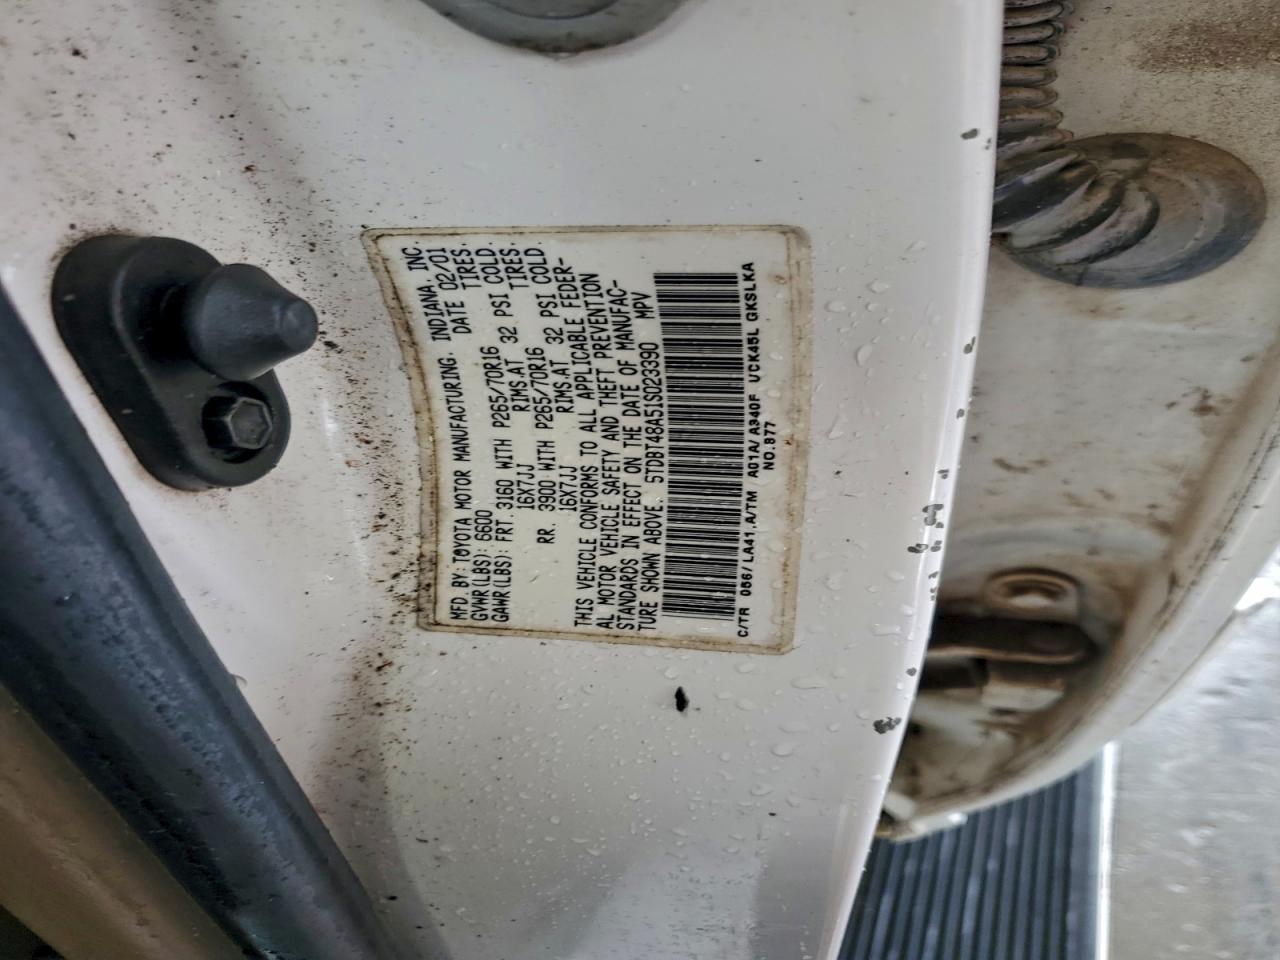 MFD. BY: TOYOTA MOTOR MANUFACTURING, INDIANA, INC.
GVWR(LBS): 6600 DATE 02/01
GAWR(LBS): FRT. 3160 WITH P265/70R16 TIRES,
16X7JJ RIMS.AT 32 PSI COLD.
RR. 3900 WITH P265/70R16 TIRES,
16X7JJ RIMS.AT 32 PSI COLD
THIS VEHICLE CONFORMS TO ALL APPLICABLE FEDER-
AL MOTOR VEHICLE SAFETY AND THEFT PREVENTION
STANDARDS IN EFFECT ON THE DATE OF MANUFAC-
TURE SHOWN ABOVE. 5TDBT48A51S023390 MPV
C/TR 056/LA41,A/TM A01A/A340F UCK45L GKSLKA
NO.877